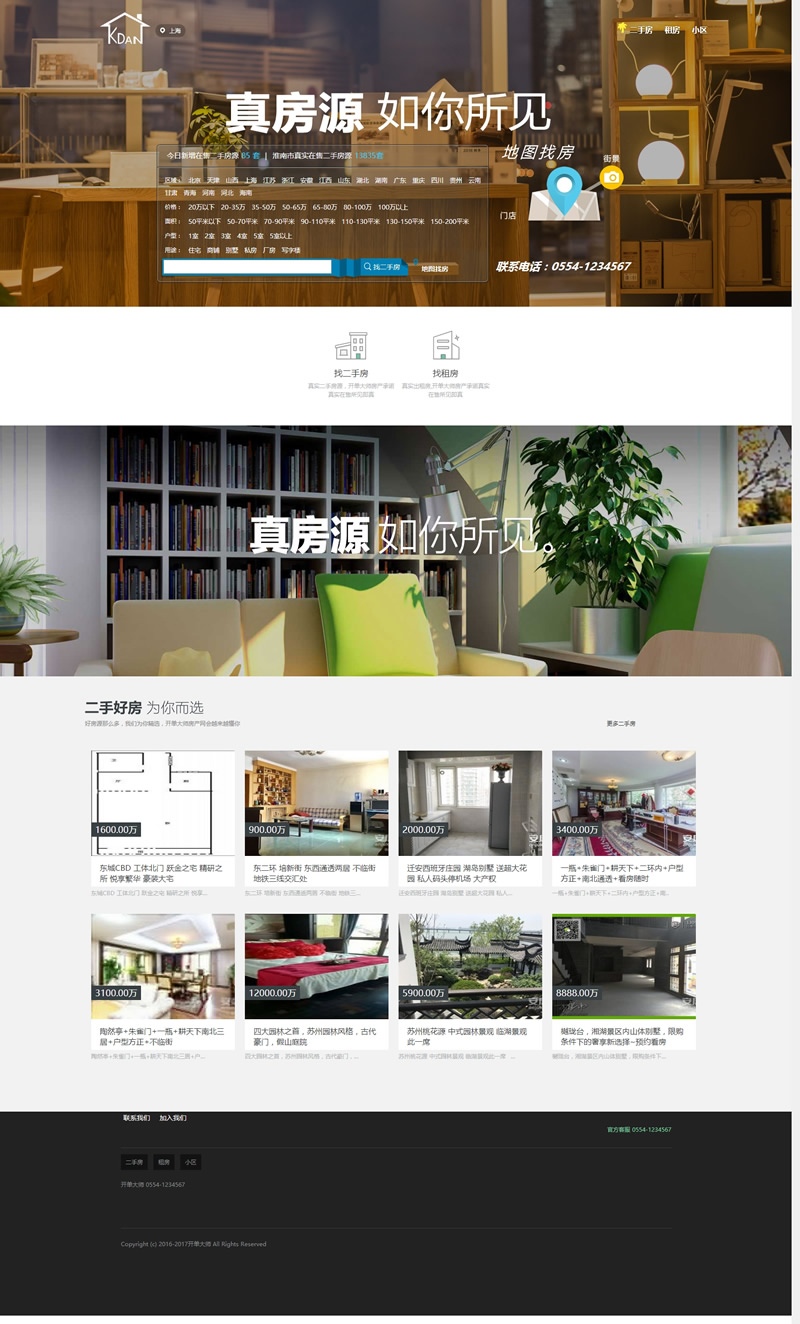 KDAN
上海
二手房 租房 小区
真房源 如你所见
今日新增在售二手房源 85 套 | 淮南市真实在售二手房源 13835套
区域： 北京 天津 山西 上海 江苏 浙江 安徽 江西 山东 湖北 湖南 广东 重庆 四川 贵州 云南
甘肃 青海 河南 河北 海南
价格： 20万以下 20-35万 35-50万 50-65万 65-80万 80-100万 100万以上
面积： 50平米以下 50-70平米 70-90平米 90-110平米 110-130平米 130-150平米 150-200平米
户型： 1室 2室 3室 4室 5室 5室以上
用途： 住宅 商铺 别墅 私房 厂房 写字楼
找二手房
地图找房
地图找房
街景
门店
联系电话：0554-1234567
找二手房
真实二手房源，开单大师房产承诺
真实在售所见即真
找租房
真实出租房,开单大师房产承诺真实
在售所见即真
真房源 如你所见。
二手好房 为你而选
好房源那么多，我们为你精选，开单大师房产网会越来越懂你
更多二手房
1600.00万
东城CBD 工体北门 跃金之宅 精研之
所 悦享繁华 豪装大宅
东城CBD 工体北门 跃金之宅 精研之所 悦享...
900.00万
东二环 培新街 东西通透两居 不临街
地铁三线交汇处
东二环 培新街 东西通透两居 不临街 地...
2000.00万
迁安西班牙庄园 湖岛别墅 送超大花
园 私人码头停机场 大产权
迁安西班牙庄园 湖岛别墅 送超大花园 私人...
3400.00万
一瓶+朱雀门+耕天下+二环内+户型
方正+南北通透+看房随时
一瓶+朱雀门+耕天下+二环内+户型方正+南...
3100.00万
陶然亭+朱雀门+一瓶+耕天下南北三
居+户型方正+不临街
陶然亭+朱雀门+一瓶+耕天下南北三居+户...
12000.00万
四大园林之首，苏州园林风格，古代
豪门，假山庭院
四大园林之首，苏州园林风格，古代豪门，...
5900.00万
苏州桃花源 中式园林景观 临湖景观
此一席
苏州桃花源 中式园林景观 临湖景观此一席 ...
8888.00万
樾珑台，湘湖景区内山体别墅，限购
条件下的奢享新选择~预约看房
樾珑台，湘湖景区内山体别墅，限购条件下...
联系我们 加入我们
官方客服 0554-1234567
二手房 租房 小区
开单大师 0554-1234567
Copyright (c) 2016-2017开单大师 All Rights Reserved